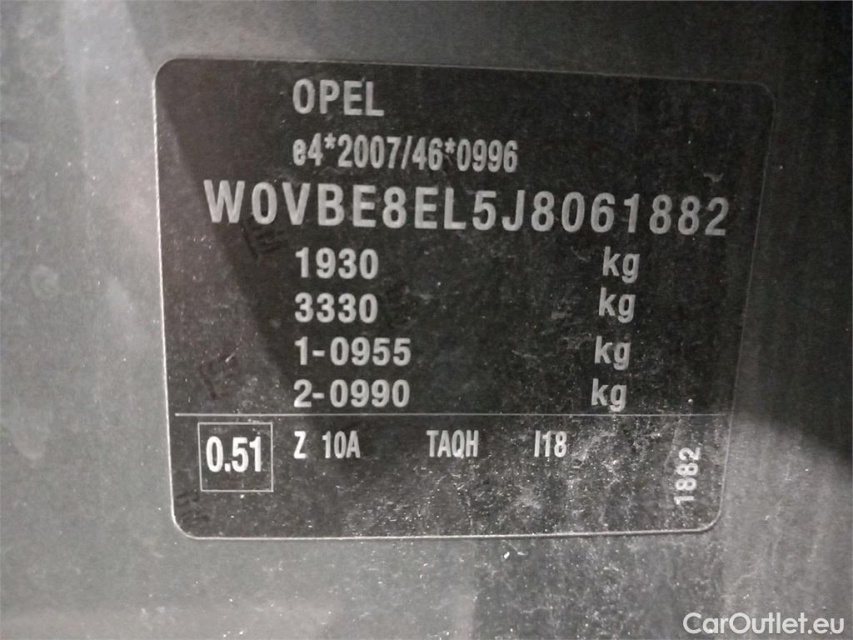 OPEL
e4*2007/46*0996
W0VBE8EL5J8061882
1930 kg
3330 kg
1-0955 kg
2-0990 kg
0.51 Z 10A TAQH I18
1882
CarOutlet.eu